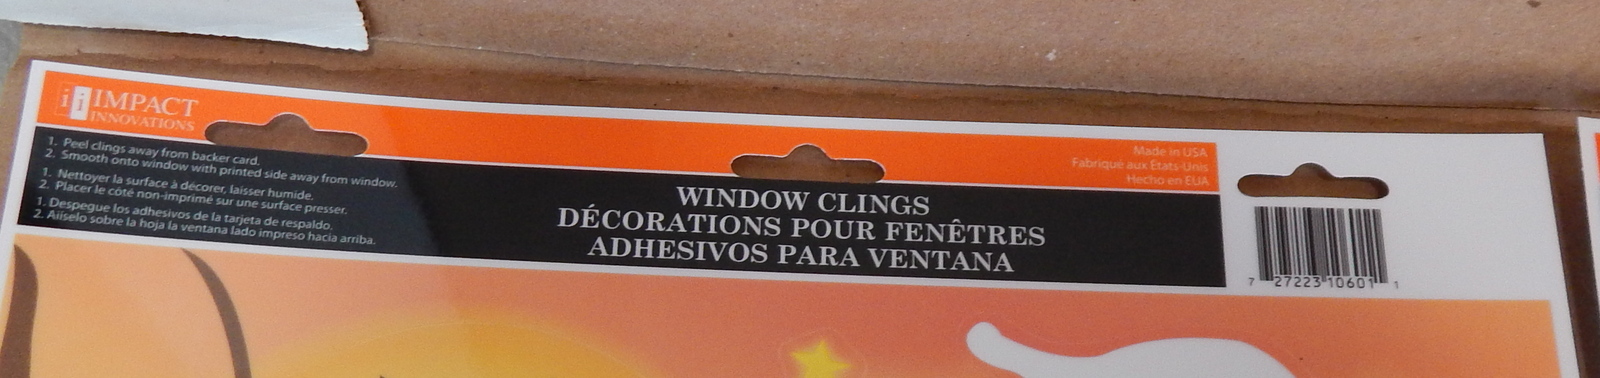 IMPACT
INNOVATIONS
1. Peel clings away from backer card.
2. Smooth onto window with printed side away from window.
1. Nettoyer la surface à décorer, laisser humide.
2. Placer le côté non-imprimé sur une surface presser.
1. Despegue los adhesivos de la tarjeta de respaldo.
2. Alíselo sobre la hoja la ventana lado impreso hacia arriba.
WINDOW CLINGS
DÉCORATIONS POUR FENÊTRES
ADHESIVOS PARA VENTANA
Made in USA
Fabriqué aux États-Unis
Hecho en EUA
7 27223 10601 1